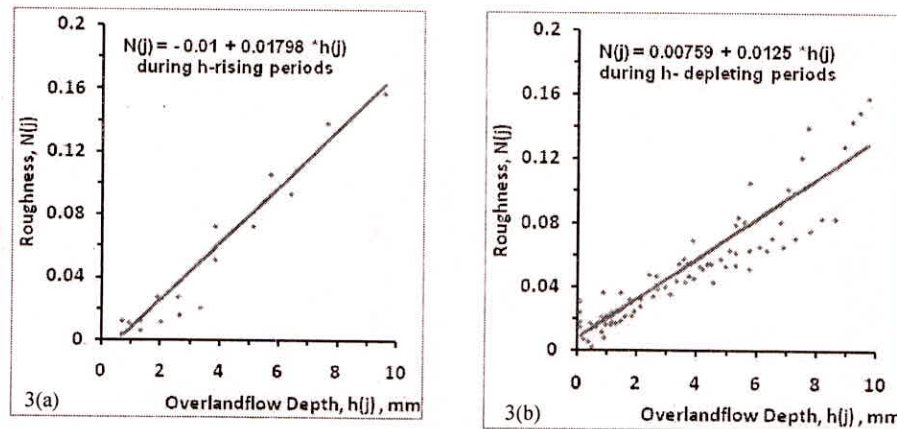 0.2
0.16
0.12
0.08
0.04
0
Roughness, N(j)
N(j) = - 0.01 + 0.01798 *h(j)
during h-rising periods
0 2 4 6 8 10
3(a)
Overlandflow Depth, h(j) , mm
0.2
0.16
0.12
0.08
0.04
0
Roughness, N(j)
N(j) = 0.00759 + 0.0125 *h(j)
during h- depleting periods
0 2 4 6 8 10
3(b)
Overlandflow Depth, h(j) , mm